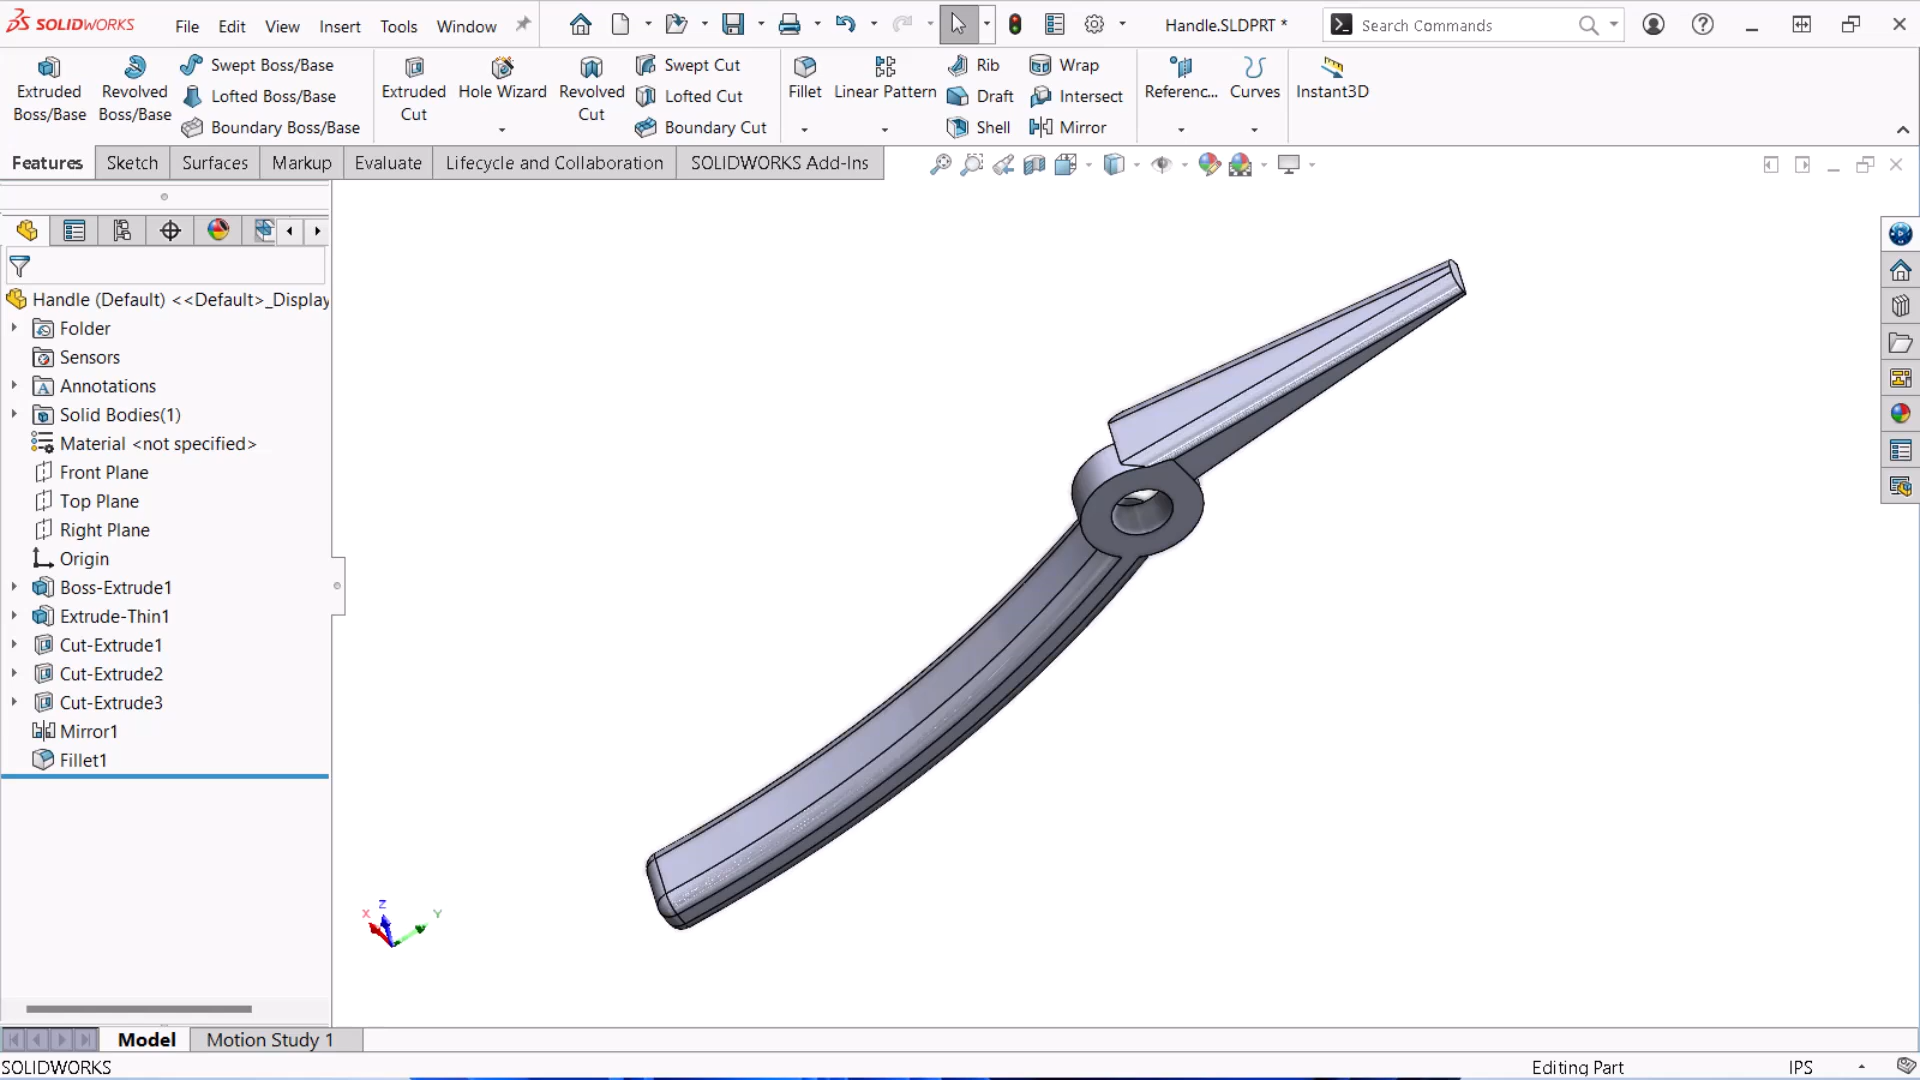 SOLIDWORKS File Edit View Insert Tools Window Handle.SLDPRT * Search Commands
Extruded Boss/Base
Revolved Boss/Base
Swept Boss/Base
Lofted Boss/Base
Boundary Boss/Base
Extruded Cut
Hole Wizard
Revolved Cut
Swept Cut
Lofted Cut
Boundary Cut
Fillet
Linear Pattern
Rib
Draft
Shell
Wrap
Intersect
Mirror
Referenc...
Curves
Instant3D
Features Sketch Surfaces Markup Evaluate Lifecycle and Collaboration SOLIDWORKS Add-Ins
Handle (Default) <<Default>_Display
Folder
Sensors
Annotations
Solid Bodies(1)
Material <not specified>
Front Plane
Top Plane
Right Plane
Origin
Boss-Extrude1
Extrude-Thin1
Cut-Extrude1
Cut-Extrude2
Cut-Extrude3
Mirror1
Fillet1
X Z Y
Model Motion Study 1
SOLIDWORKS Editing Part IPS